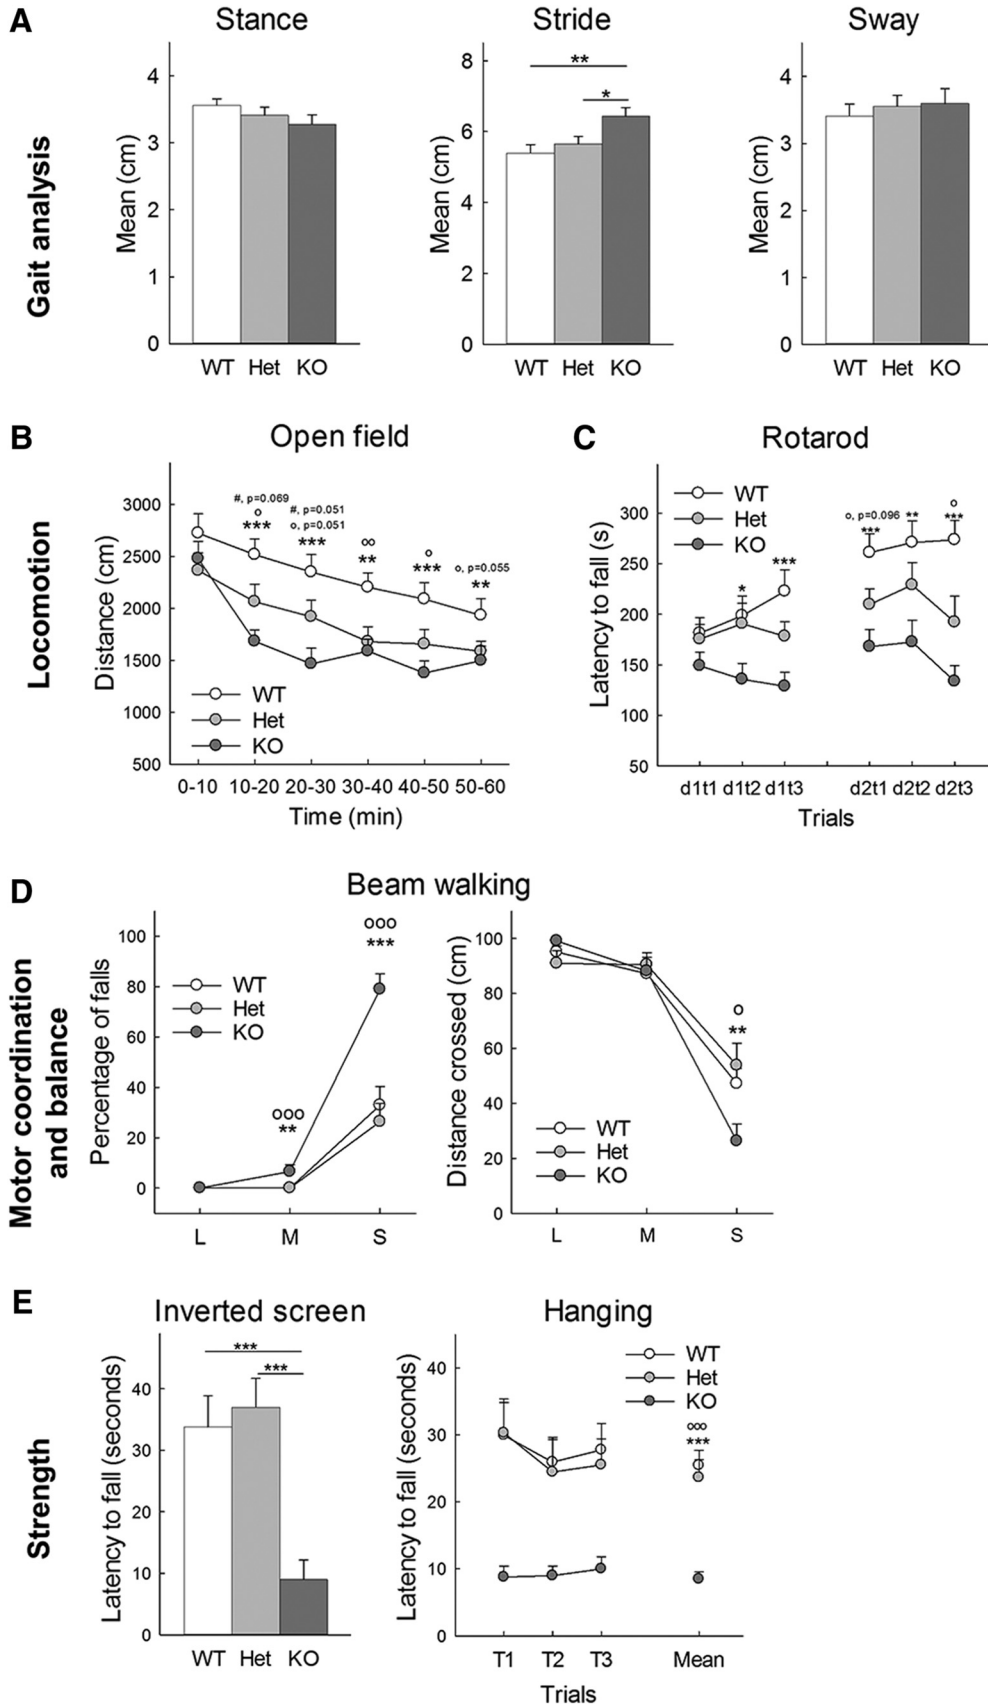 A
Stance
Stride
Sway
Gait analysis
Mean (cm)
4
3
2
1
0
WT Het KO
Mean (cm)
8
6
4
2
0
**
*
WT Het KO
Mean (cm)
4
3
2
1
0
WT Het KO
B
Open field
Locomotion
Distance (cm)
3000
2500
2000
1500
1000
500
#, p=0.069
o
***
#, p=0.051
o, p=0.051
***
oo
**
o
***
o, p=0.055
**
WT
Het
KO
0-10 10-20 20-30 30-40 40-50 50-60
Time (min)
C
Rotarod
Latency to fall (s)
300
250
200
150
100
50
WT
Het
KO
*
***
o, p=0.096
***
**
o
***
d1t1 d1t2 d1t3 d2t1 d2t2 d2t3
Trials
D
Beam walking
Motor coordination
and balance
Percentage of falls
100
80
60
40
20
0
WT
Het
KO
ooo
**
ooo
***
L M S
Distance crossed (cm)
100
80
60
40
20
0
o
**
WT
Het
KO
L M S
E
Inverted screen
Hanging
Strength
Latency to fall (seconds)
40
30
20
10
0
***
***
WT Het KO
Latency to fall (seconds)
40
30
20
10
0
WT
Het
KO
ooo
***
T1 T2 T3 Mean
Trials